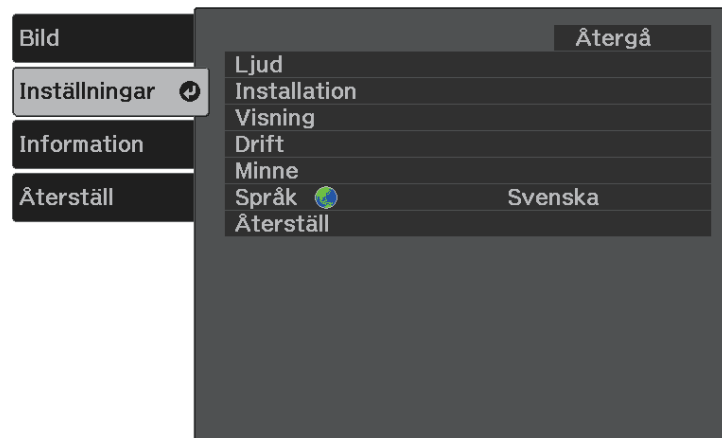 Bild
Inställningar
Information
Återställ
Återgå
Ljud
Installation
Visning
Drift
Minne
Språk Svenska
Återställ